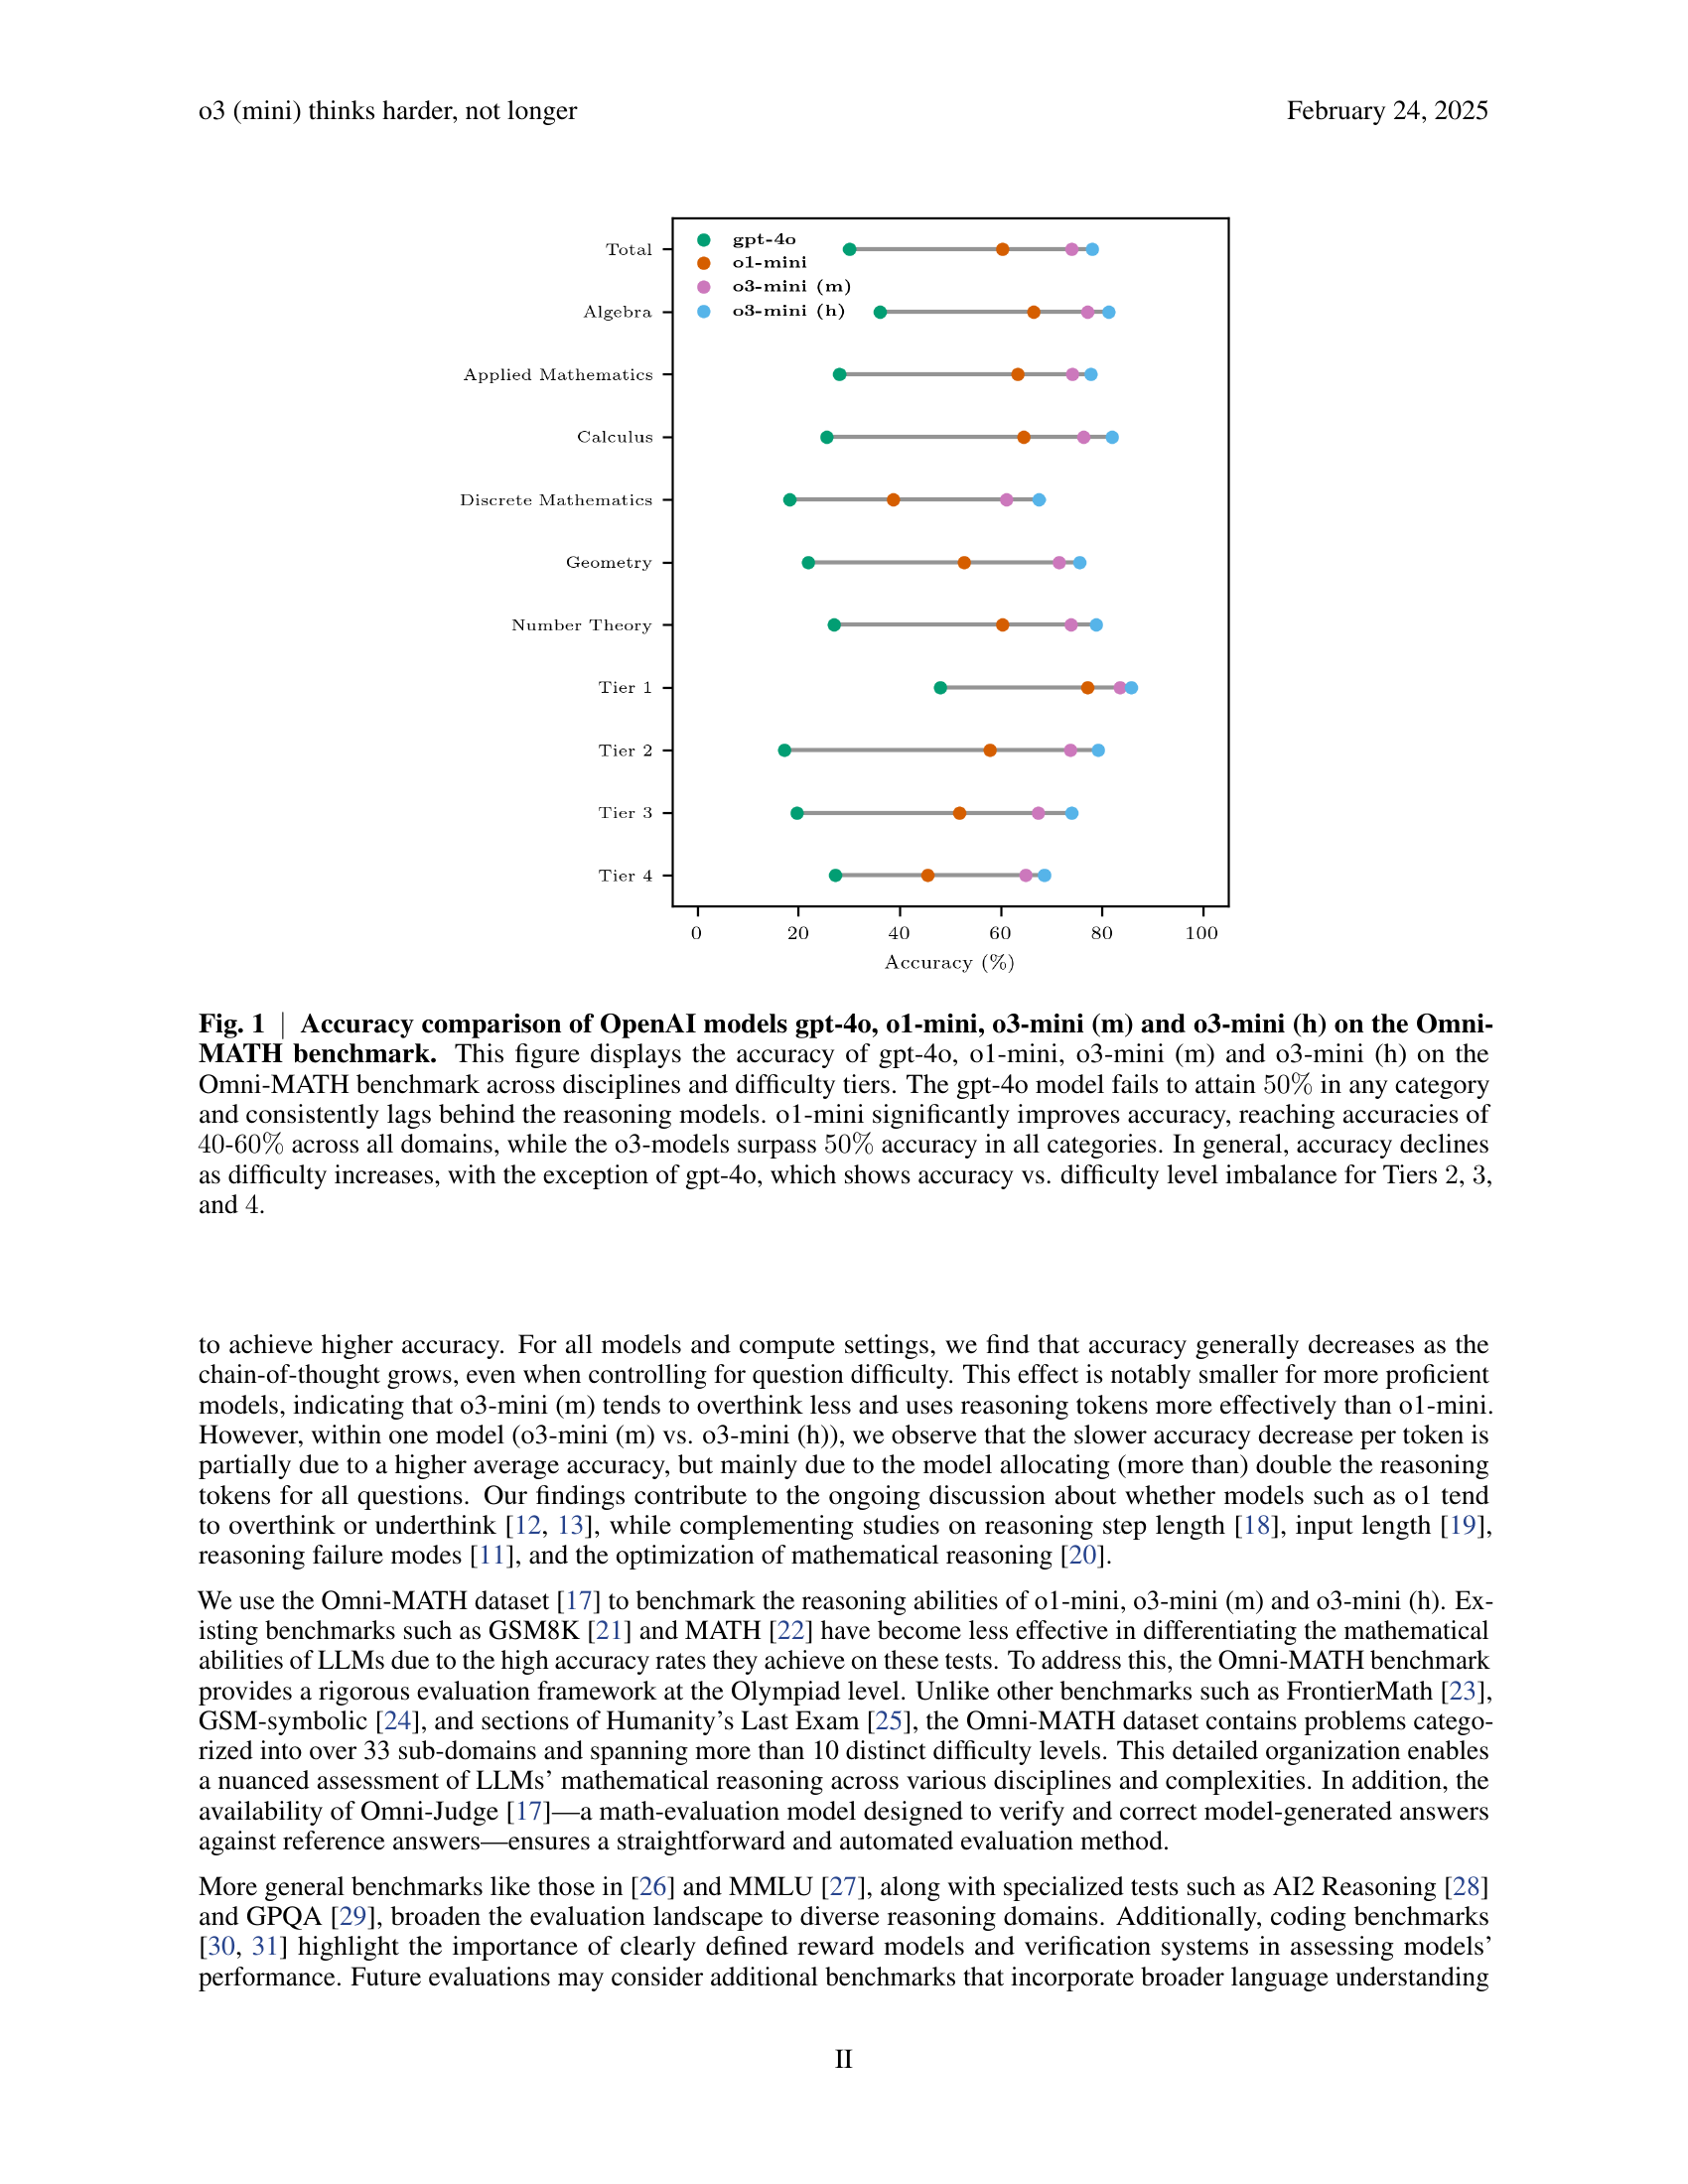 o3 (mini) thinks harder, not longer
February 24, 2025
gpt-4o
o1-mini
o3-mini (m)
o3-mini (h)
Total
Algebra
Applied Mathematics
Calculus
Discrete Mathematics
Geometry
Number Theory
Tier 1
Tier 2
Tier 3
Tier 4
0 20 40 60 80 100
Accuracy (%)
Fig. 1 | Accuracy comparison of OpenAI models gpt-4o, o1-mini, o3-mini (m) and o3-mini (h) on the Omni-
MATH benchmark. This figure displays the accuracy of gpt-4o, o1-mini, o3-mini (m) and o3-mini (h) on the
Omni-MATH benchmark across disciplines and difficulty tiers. The gpt-4o model fails to attain 50% in any category
and consistently lags behind the reasoning models. o1-mini significantly improves accuracy, reaching accuracies of
40-60% across all domains, while the o3-models surpass 50% accuracy in all categories. In general, accuracy declines
as difficulty increases, with the exception of gpt-4o, which shows accuracy vs. difficulty level imbalance for Tiers 2, 3,
and 4.
to achieve higher accuracy. For all models and compute settings, we find that accuracy generally decreases as the
chain-of-thought grows, even when controlling for question difficulty. This effect is notably smaller for more proficient
models, indicating that o3-mini (m) tends to overthink less and uses reasoning tokens more effectively than o1-mini.
However, within one model (o3-mini (m) vs. o3-mini (h)), we observe that the slower accuracy decrease per token is
partially due to a higher average accuracy, but mainly due to the model allocating (more than) double the reasoning
tokens for all questions. Our findings contribute to the ongoing discussion about whether models such as o1 tend
to overthink or underthink [12, 13], while complementing studies on reasoning step length [18], input length [19],
reasoning failure modes [11], and the optimization of mathematical reasoning [20].
We use the Omni-MATH dataset [17] to benchmark the reasoning abilities of o1-mini, o3-mini (m) and o3-mini (h). Ex-
isting benchmarks such as GSM8K [21] and MATH [22] have become less effective in differentiating the mathematical
abilities of LLMs due to the high accuracy rates they achieve on these tests. To address this, the Omni-MATH benchmark
provides a rigorous evaluation framework at the Olympiad level. Unlike other benchmarks such as FrontierMath [23],
GSM-symbolic [24], and sections of Humanity's Last Exam [25], the Omni-MATH dataset contains problems catego-
rized into over 33 sub-domains and spanning more than 10 distinct difficulty levels. This detailed organization enables
a nuanced assessment of LLMs' mathematical reasoning across various disciplines and complexities. In addition, the
availability of Omni-Judge [17]—a math-evaluation model designed to verify and correct model-generated answers
against reference answers—ensures a straightforward and automated evaluation method.
More general benchmarks like those in [26] and MMLU [27], along with specialized tests such as AI2 Reasoning [28]
and GPQA [29], broaden the evaluation landscape to diverse reasoning domains. Additionally, coding benchmarks
[30, 31] highlight the importance of clearly defined reward models and verification systems in assessing models'
performance. Future evaluations may consider additional benchmarks that incorporate broader language understanding
II